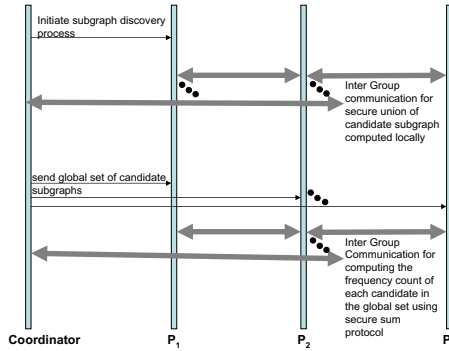 Initiate subgraph discovery
process
Inter Group
communication for
secure union of
candidate subgraph
computed locally
send global set of candidate
subgraphs
Inter Group
Communication for
computing the
frequency count of
each candidate in
the global set using
secure sum
protocol
Coordinator P1 P2 P